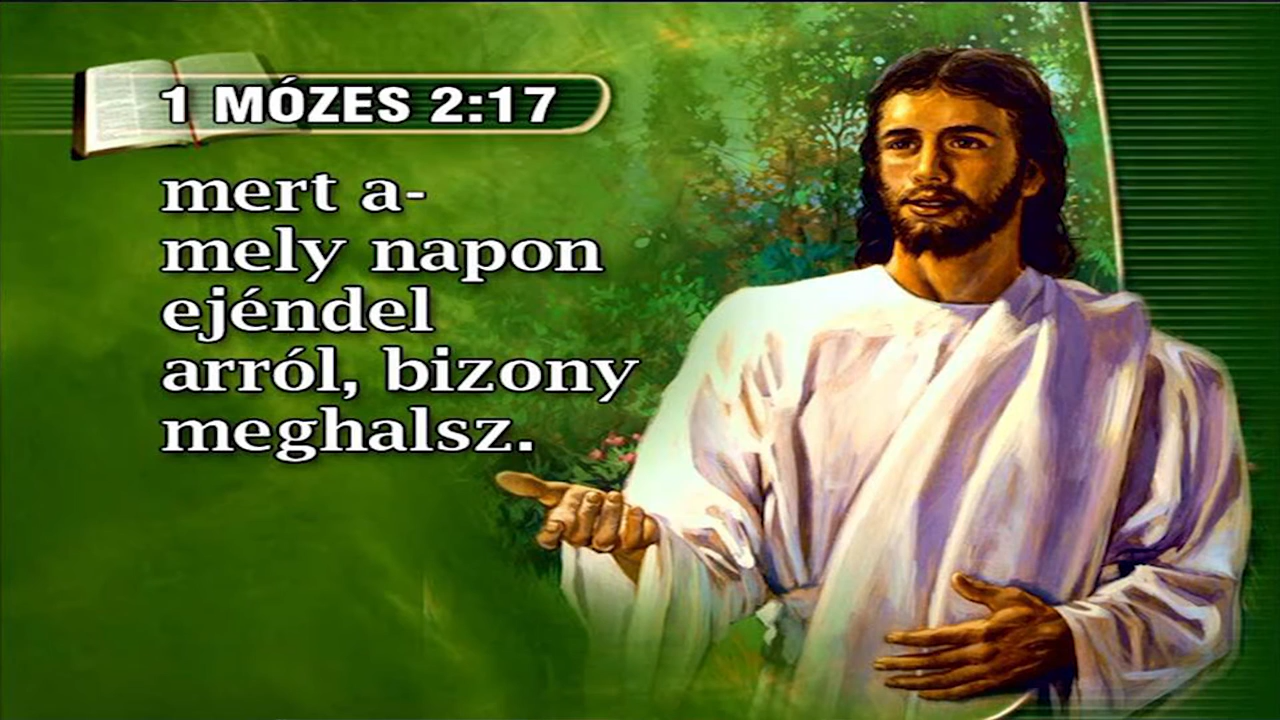 1 MÓZES 2:17
mert a-
mely napon
ejéndel
arról, bizony
meghalsz.